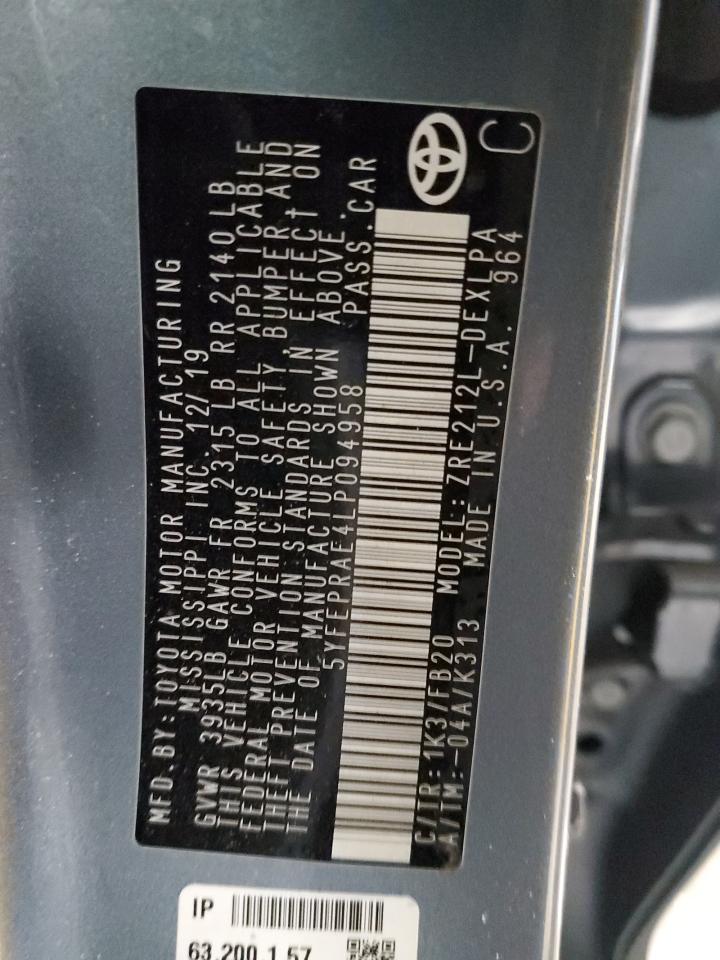 MFD.BY:TOYOTA MOTOR MANUFACTURING
MISSISSIPPI INC. 12/19
GVWR 3935LB GAWR FR 2315 LB RR 2140 LB
THIS VEHICLE CONFORMS TO ALL APPLICABLE
FEDERAL MOTOR VEHICLE SAFETY, BUMPER, AND
THEFT PREVENTION STANDARDS IN EFFECT ON
THE DATE OF MANUFACTURE SHOWN ABOVE.
5YFEPRAE4LP094958 PASS.CAR
C/TR: 1K3/FB20 MODEL: ZRE212L-DEXLPA
A/TM:-04A/K313 MADE IN U.S.A. 964
C
IP
63.200.1.57